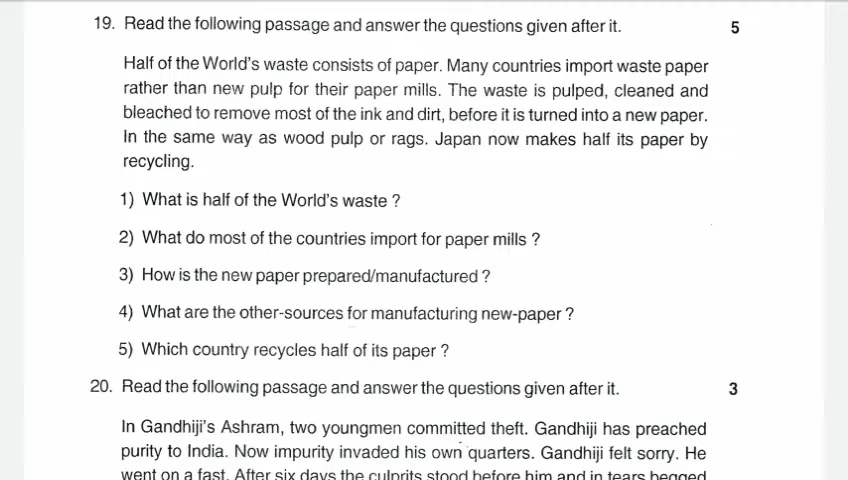 19. Read the following passage and answer the questions given after it. 5
Half of the World's waste consists of paper. Many countries import waste paper
rather than new pulp for their paper mills. The waste is pulped, cleaned and
bleached to remove most of the ink and dirt, before it is turned into a new paper.
In the same way as wood pulp or rags. Japan now makes half its paper by
recycling.
1) What is half of the World's waste ?
2) What do most of the countries import for paper mills ?
3) How is the new paper prepared/manufactured ?
4) What are the other-sources for manufacturing new-paper ?
5) Which country recycles half of its paper ?
20. Read the following passage and answer the questions given after it. 3
In Gandhiji's Ashram, two youngmen committed theft. Gandhiji has preached
purity to India. Now impurity invaded his own quarters. Gandhiji felt sorry. He
went on a fast. After six days the culprits stood before him and in tears begged